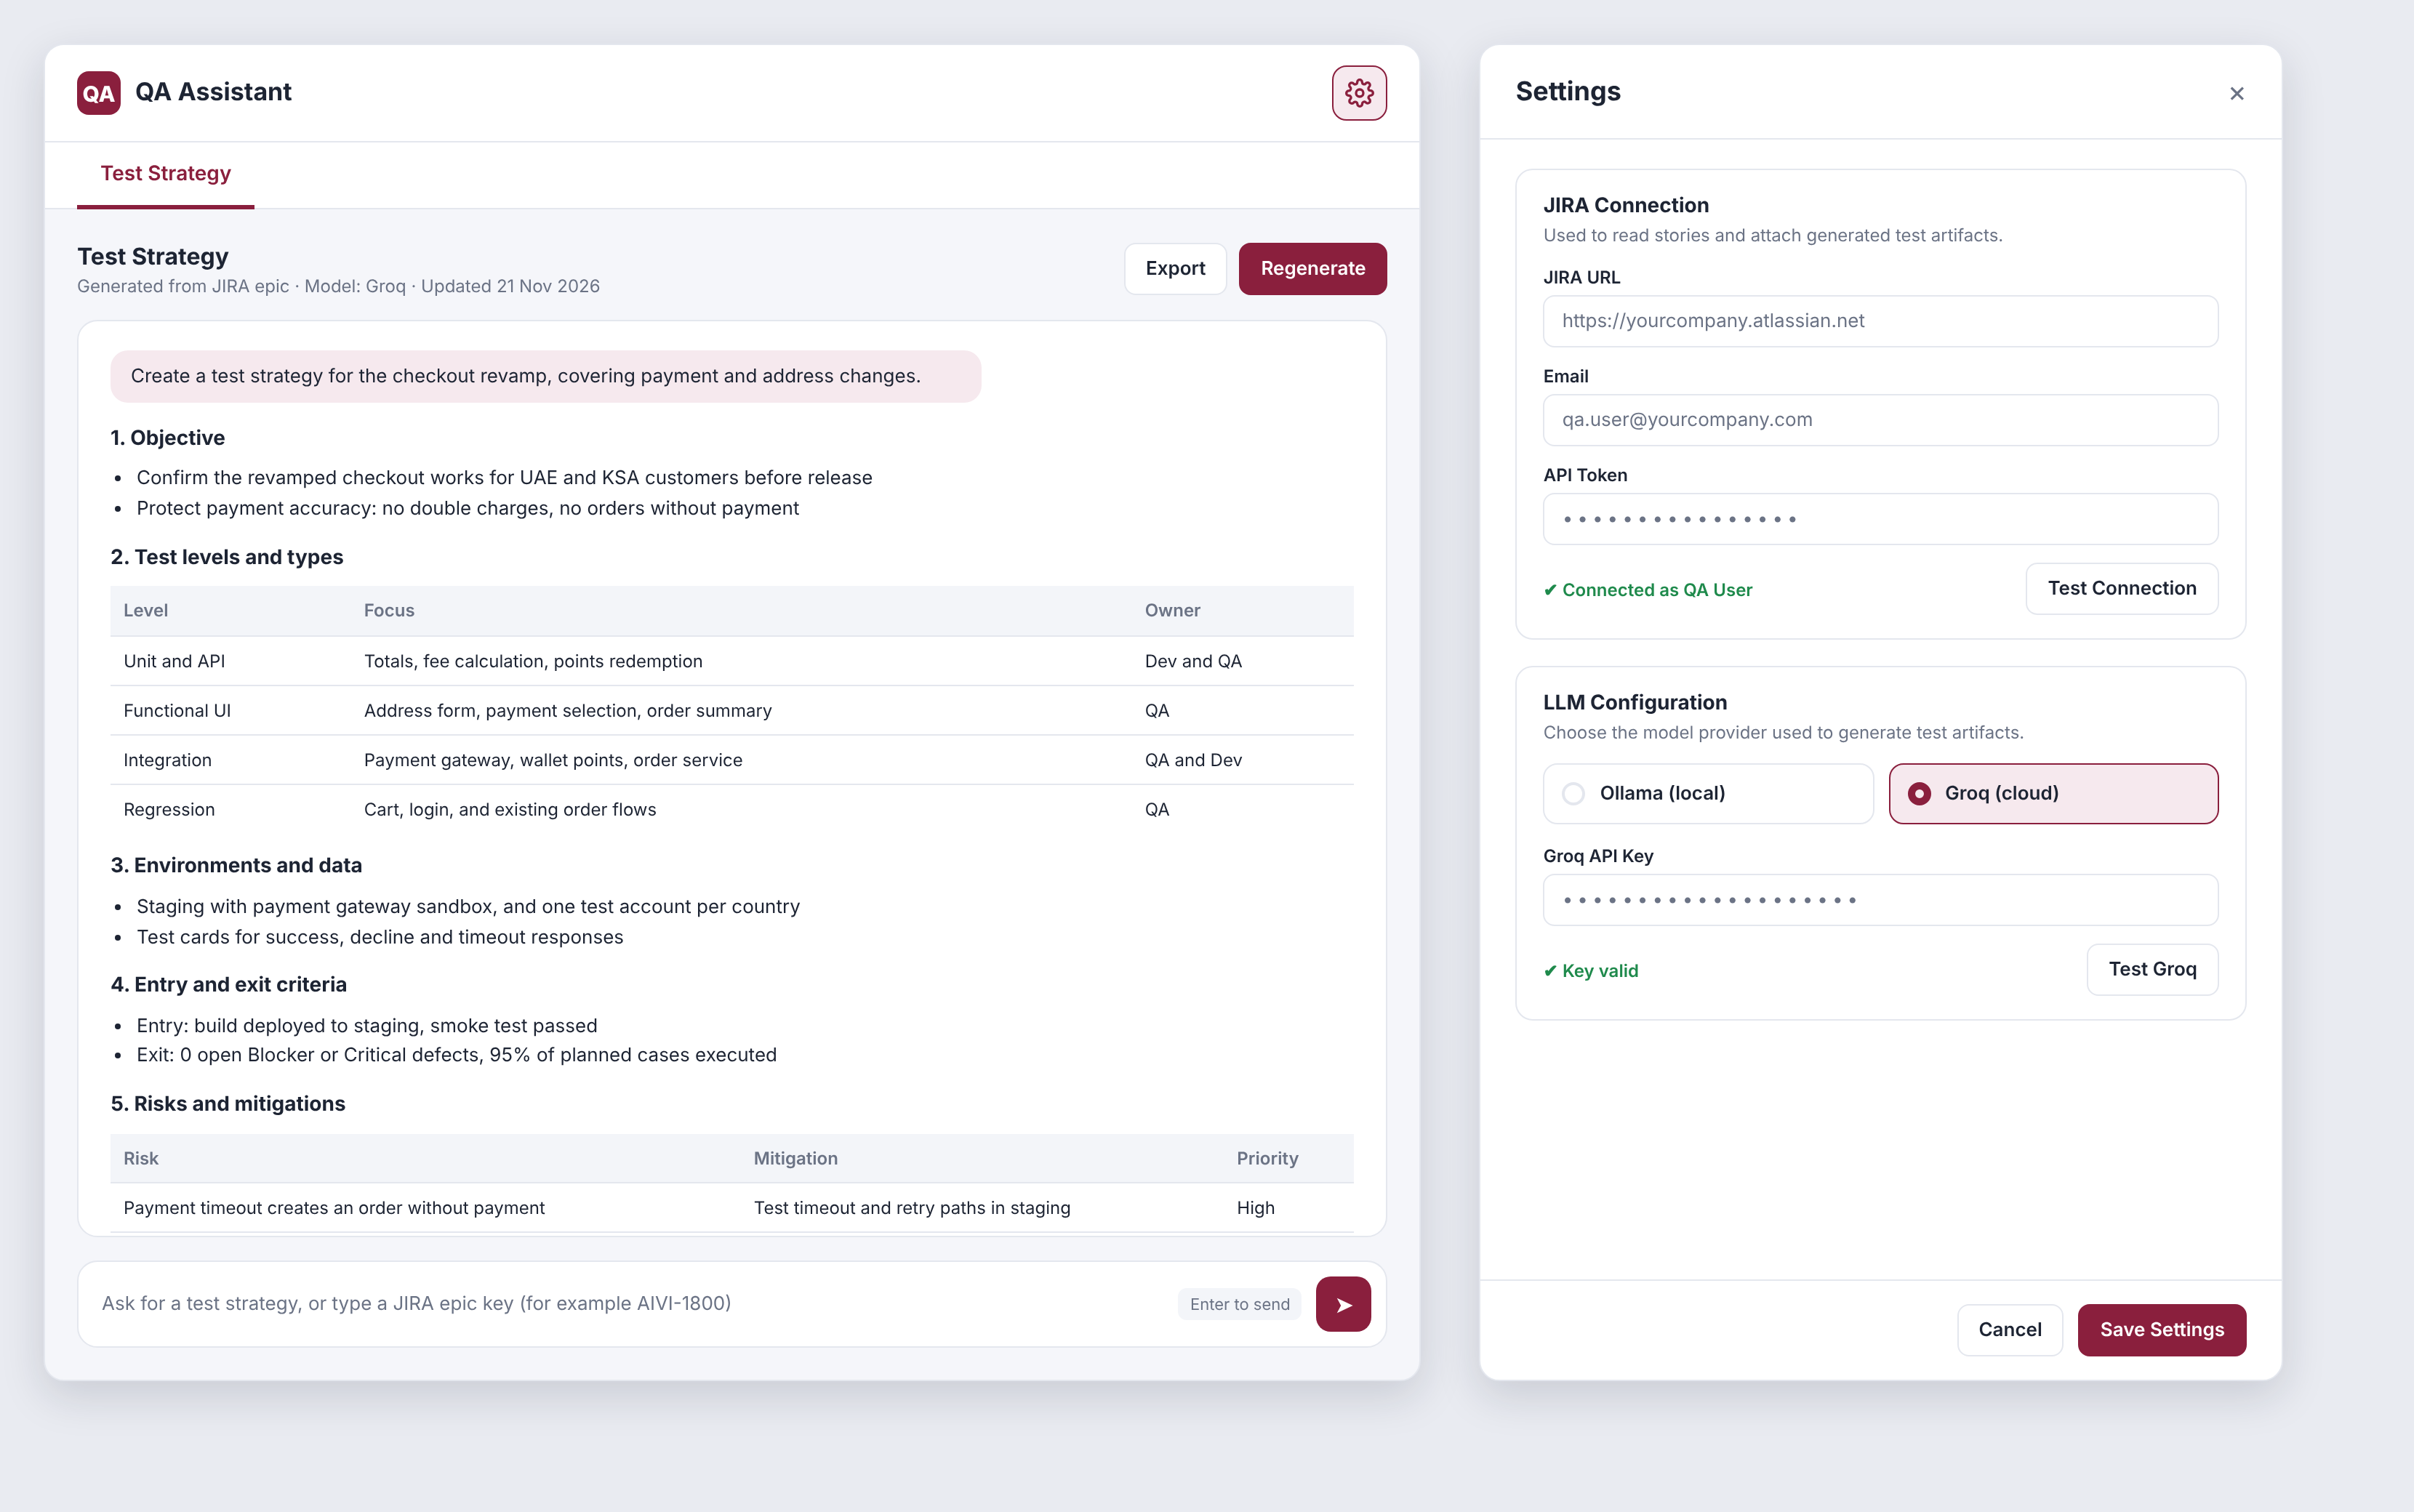 QA QA Assistant
Test Strategy
Test Strategy
Generated from JIRA epic · Model: Groq · Updated 21 Nov 2026
Export Regenerate
Create a test strategy for the checkout revamp, covering payment and address changes.
1. Objective
• Confirm the revamped checkout works for UAE and KSA customers before release
• Protect payment accuracy: no double charges, no orders without payment
2. Test levels and types
Level Focus Owner
Unit and API Totals, fee calculation, points redemption Dev and QA
Functional UI Address form, payment selection, order summary QA
Integration Payment gateway, wallet points, order service QA and Dev
Regression Cart, login, and existing order flows QA
3. Environments and data
• Staging with payment gateway sandbox, and one test account per country
• Test cards for success, decline and timeout responses
4. Entry and exit criteria
• Entry: build deployed to staging, smoke test passed
• Exit: 0 open Blocker or Critical defects, 95% of planned cases executed
5. Risks and mitigations
Risk Mitigation Priority
Payment timeout creates an order without payment Test timeout and retry paths in staging High
Ask for a test strategy, or type a JIRA epic key (for example AIVI-1800) Enter to send ➤
Settings ✕
JIRA Connection
Used to read stories and attach generated test artifacts.
JIRA URL
https://yourcompany.atlassian.net
Email
qa.user@yourcompany.com
API Token
••••••••••••••••
✔ Connected as QA User Test Connection
LLM Configuration
Choose the model provider used to generate test artifacts.
Ollama (local) Groq (cloud)
Groq API Key
••••••••••••••••••••
✔ Key valid Test Groq
Cancel Save Settings